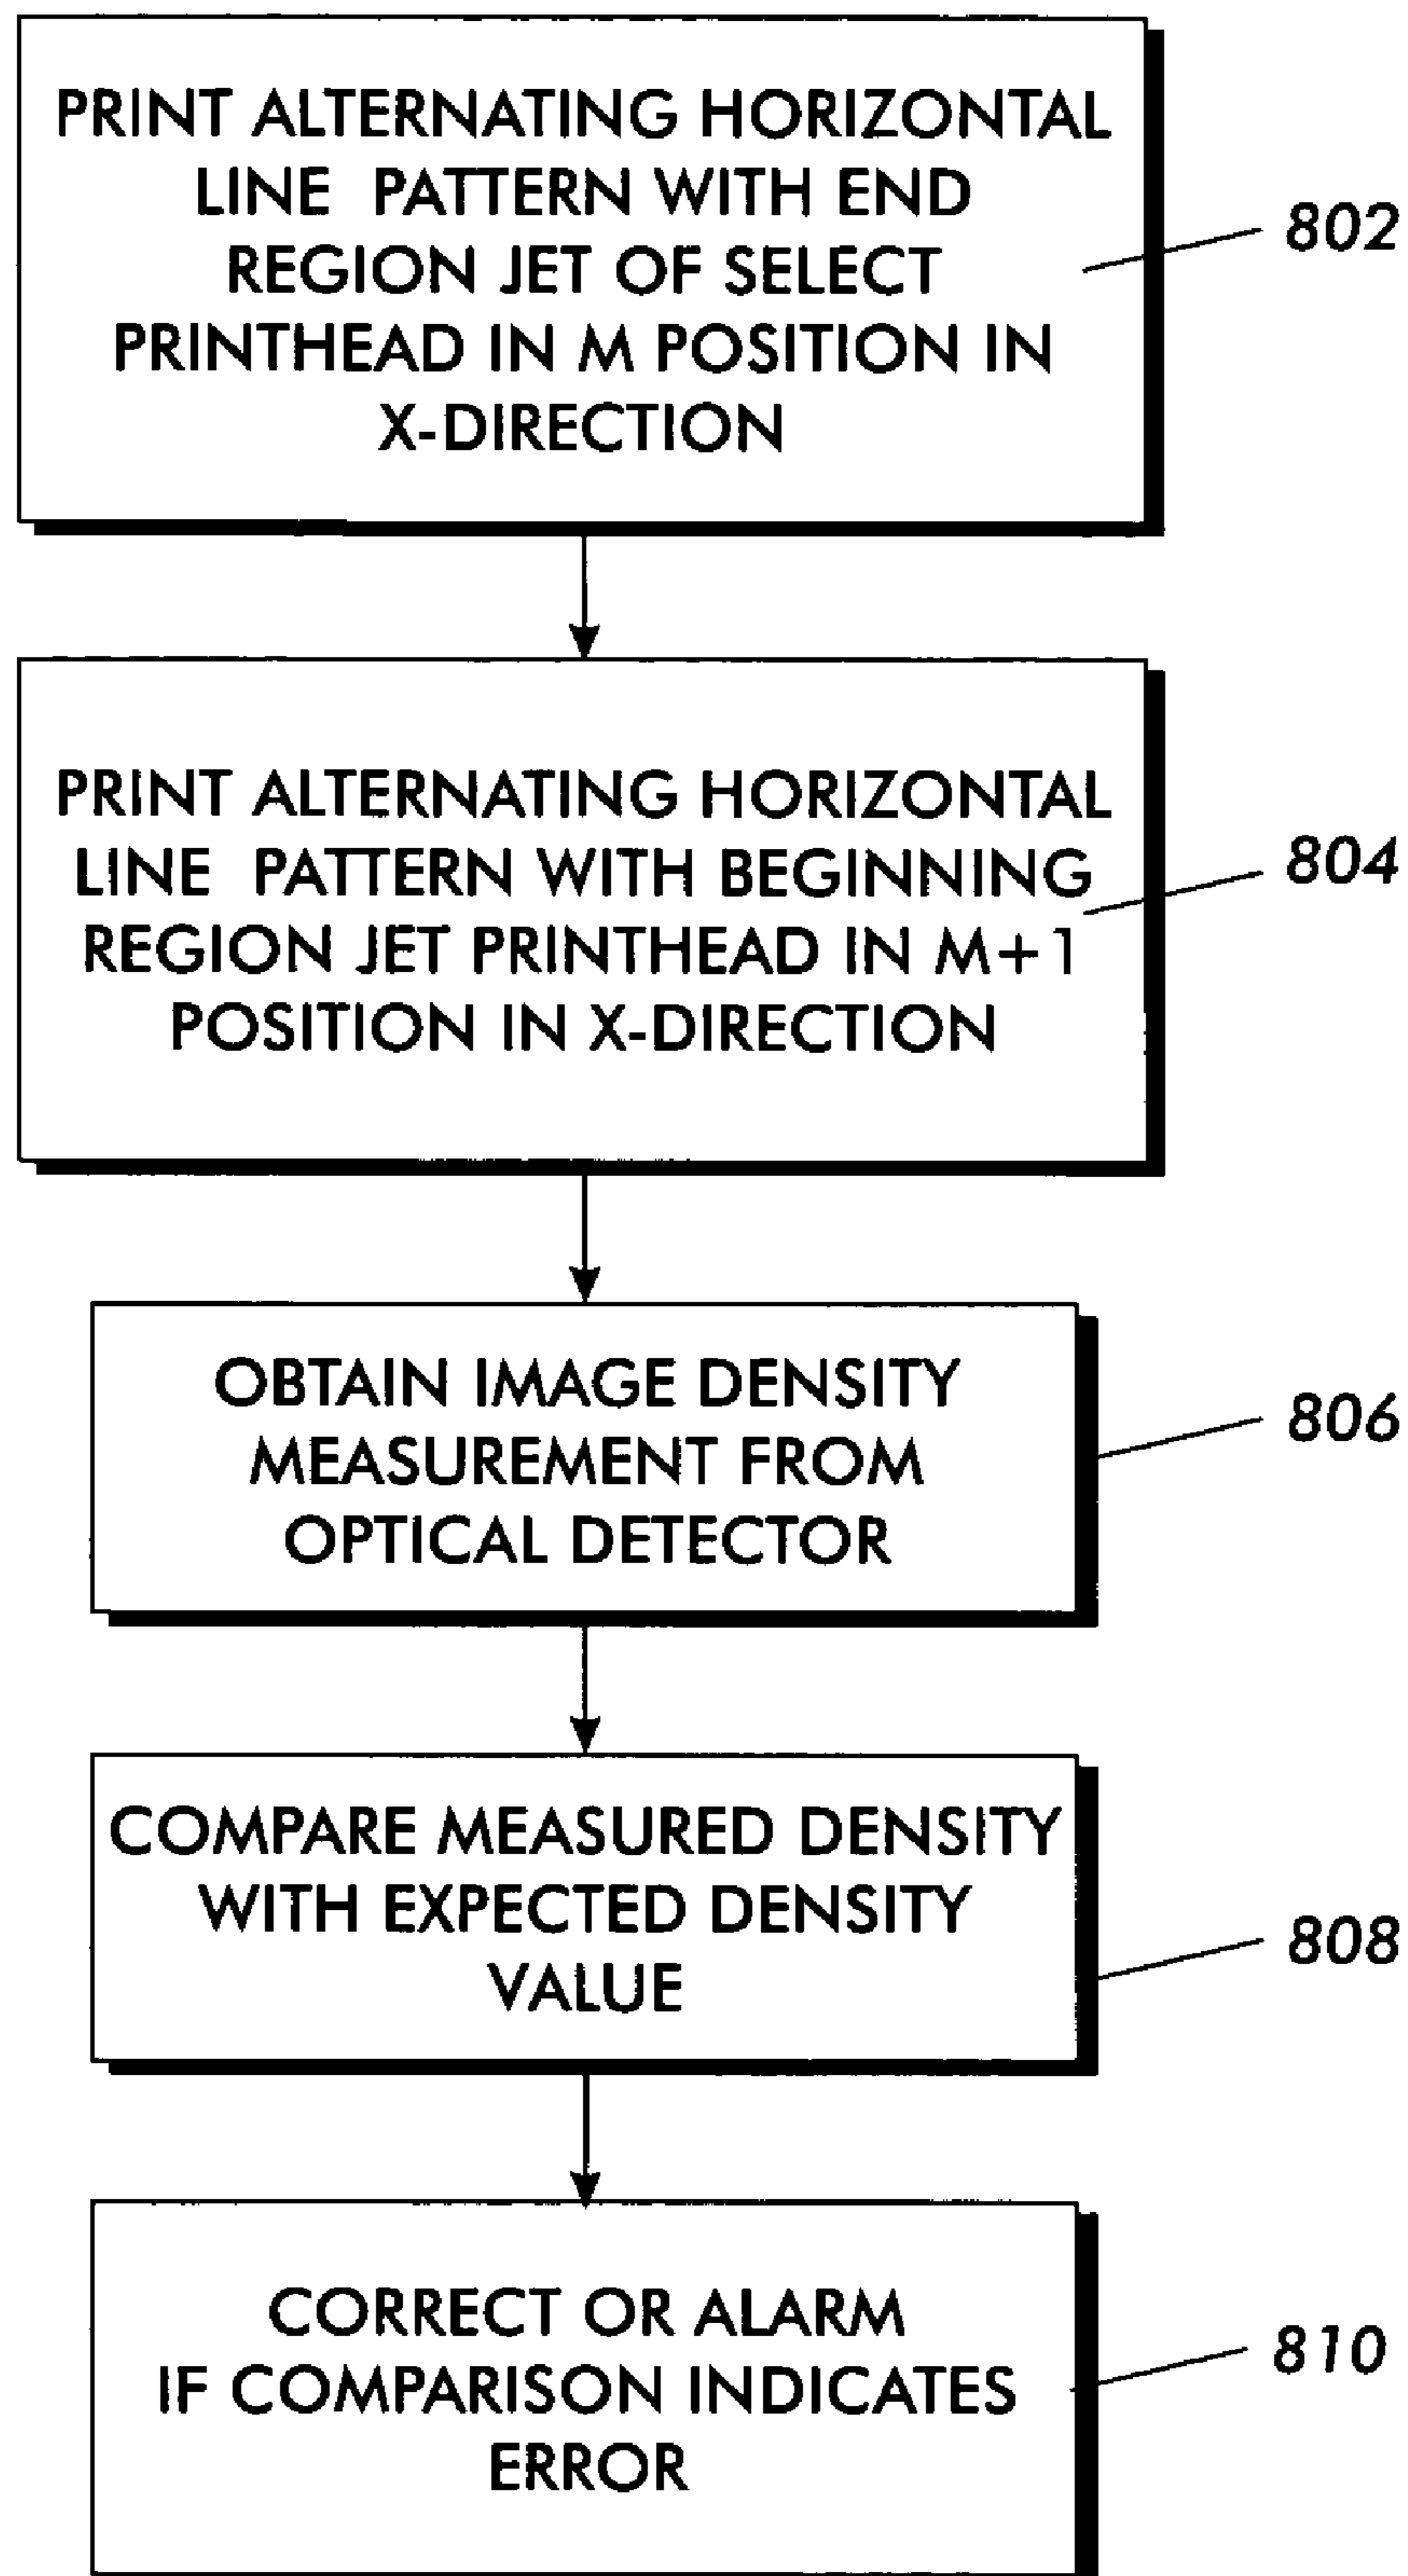 PRINT ALTERNATING HORIZONTAL
LINE PATTERN WITH END
REGION JET OF SELECT
PRINTHEAD IN M POSITION IN
X-DIRECTION
802
PRINT ALTERNATING HORIZONTAL
LINE PATTERN WITH BEGINNING
REGION JET PRINTHEAD IN M+1
POSITION IN X-DIRECTION
804
OBTAIN IMAGE DENSITY
MEASUREMENT FROM
OPTICAL DETECTOR
806
COMPARE MEASURED DENSITY
WITH EXPECTED DENSITY
VALUE
808
CORRECT OR ALARM
IF COMPARISON INDICATES
ERROR
810